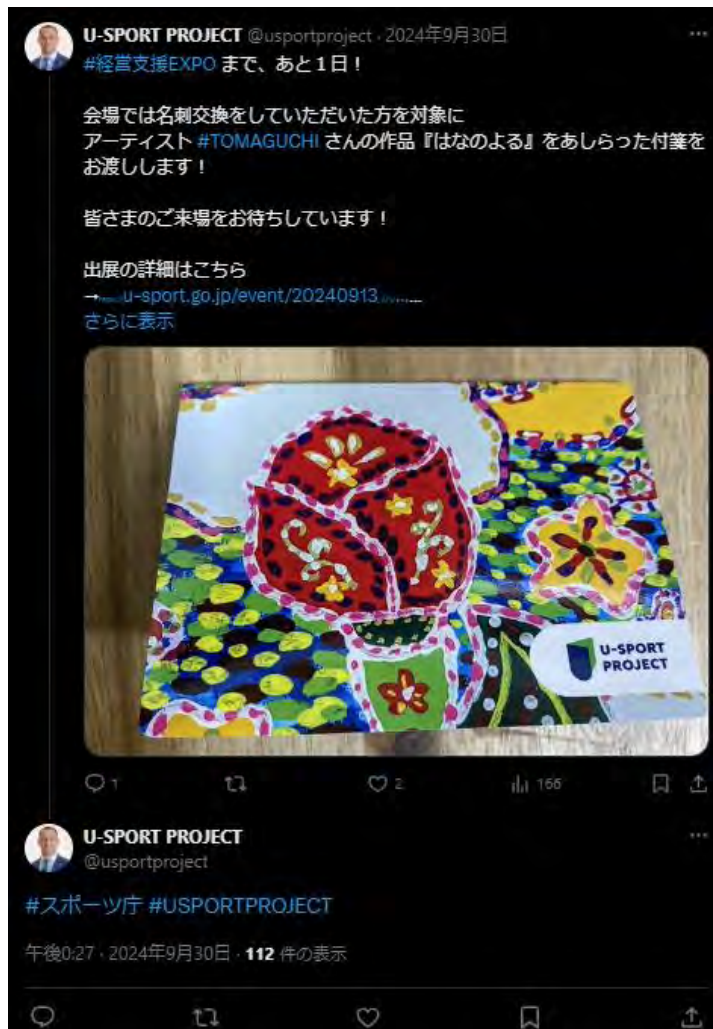 U-SPORT PROJECT @usportproject · 2024年9月30日
#経営支援EXPO まで、あと1日！
会場では名刺交換をしていただいた方を対象に
アーティスト #TOMAGUCHI さんの作品『はなのよる』をあしらった付箋を
お渡しします！
皆さまのご来場をお待ちしています！
出展の詳細はこちら
→u-sport.go.jp/event/20240913
さらに表示
U-SPORT
PROJECT
1
2
166
U-SPORT PROJECT
@usportproject
#スポーツ庁 #USPORTPROJECT
午後0:27 · 2024年9月30日 · 112 件の表示